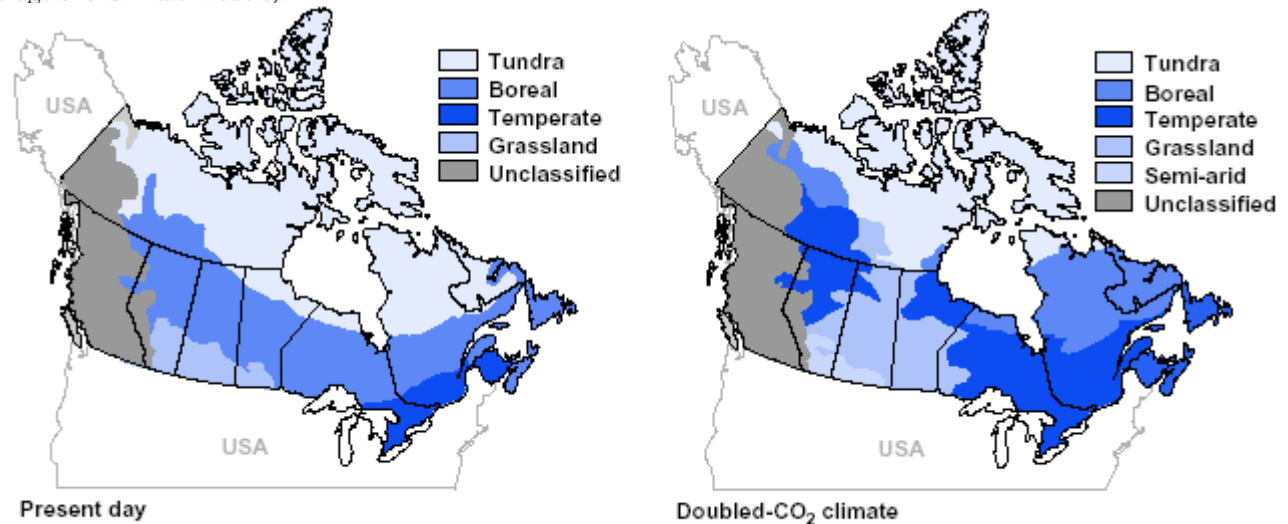 Tundra
Boreal
Temperate
Grassland
Unclassified
USA
USA
Present day
Tundra
Boreal
Temperate
Grassland
Semi-arid
Unclassified
USA
USA
Doubled-CO₂ climate